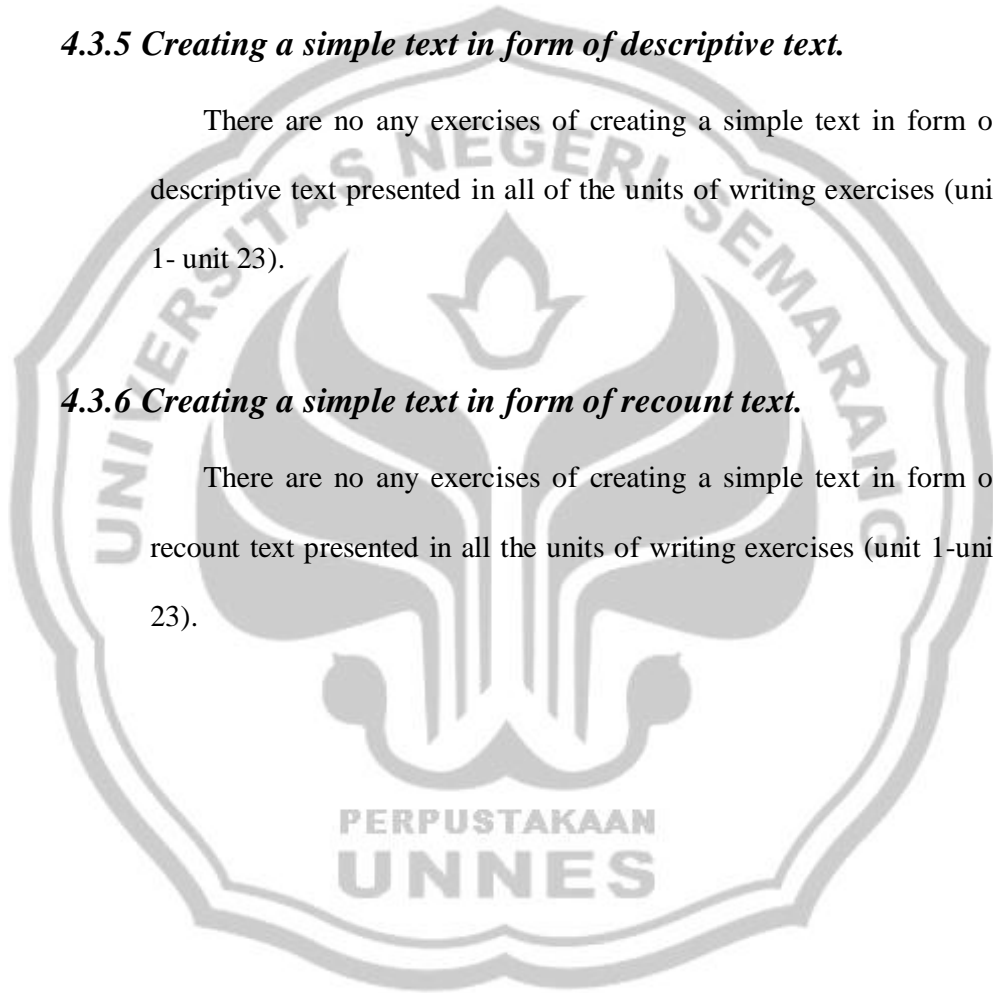 4.3.5 Creating a simple text in form of descriptive text.
There are no any exercises of creating a simple text in form o
descriptive text presented in all of the units of writing exercises (uni
1- unit 23).
4.3.6 Creating a simple text in form of recount text.
There are no any exercises of creating a simple text in form o
recount text presented in all the units of writing exercises (unit 1-uni
23).
UNIVERSITAS NEGERI SEMARANG
PERPUSTAKAAN
UNNES